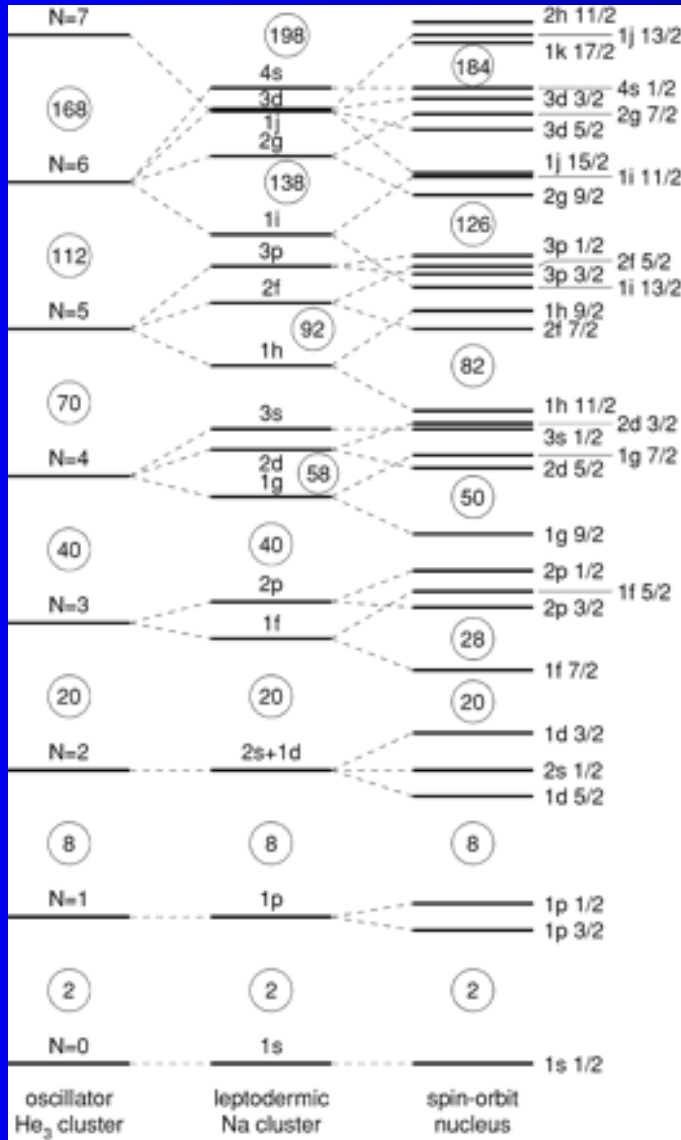 N=7
198
2h 11/2
1j 13/2
1k 17/2
184
4s
4s 1/2
3d
3d 3/2
168
2g 7/2
1j
3d 5/2
2g
1j 15/2
N=6
138
1i 11/2
2g 9/2
1i
126
3p
3p 1/2
112
2f 5/2
3p 3/2
2f
1i 13/2
N=5
92
1h 9/2
2f 7/2
1h
82
70
1h 11/2
3s
2d 3/2
3s 1/2
N=4
2d
1g 7/2
1g
58
2d 5/2
50
40
40
1g 9/2
2p
2p 1/2
N=3
1f 5/2
1f
2p 3/2
28
1f 7/2
20
20
20
1d 3/2
N=2
2s+1d
2s 1/2
1d 5/2
8
8
8
N=1
1p
1p 1/2
1p 3/2
2
2
2
N=0
1s
1s 1/2
oscillator
He3 cluster
leptodermic
Na cluster
spin-orbit
nucleus